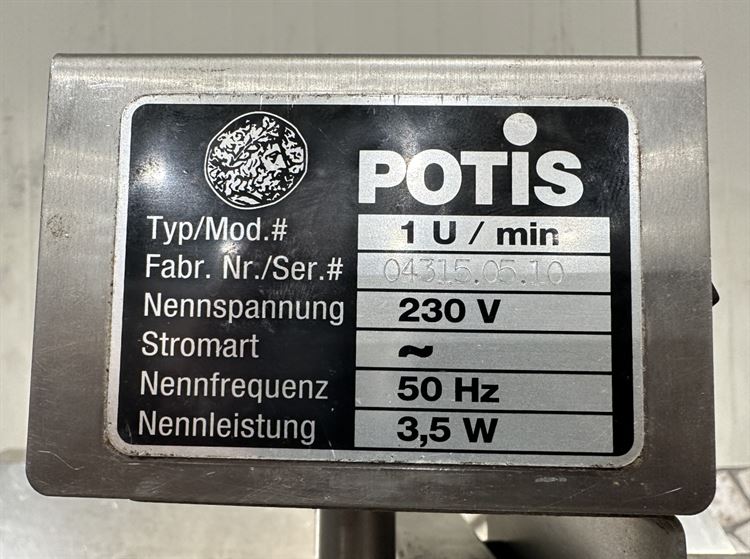 POTIS
Typ/Mod.# 1 U / min
Fabr. Nr./Ser.# 04315.05.10
Nennspannung 230 V
Stromart ~
Nennfrequenz 50 Hz
Nennleistung 3,5 W